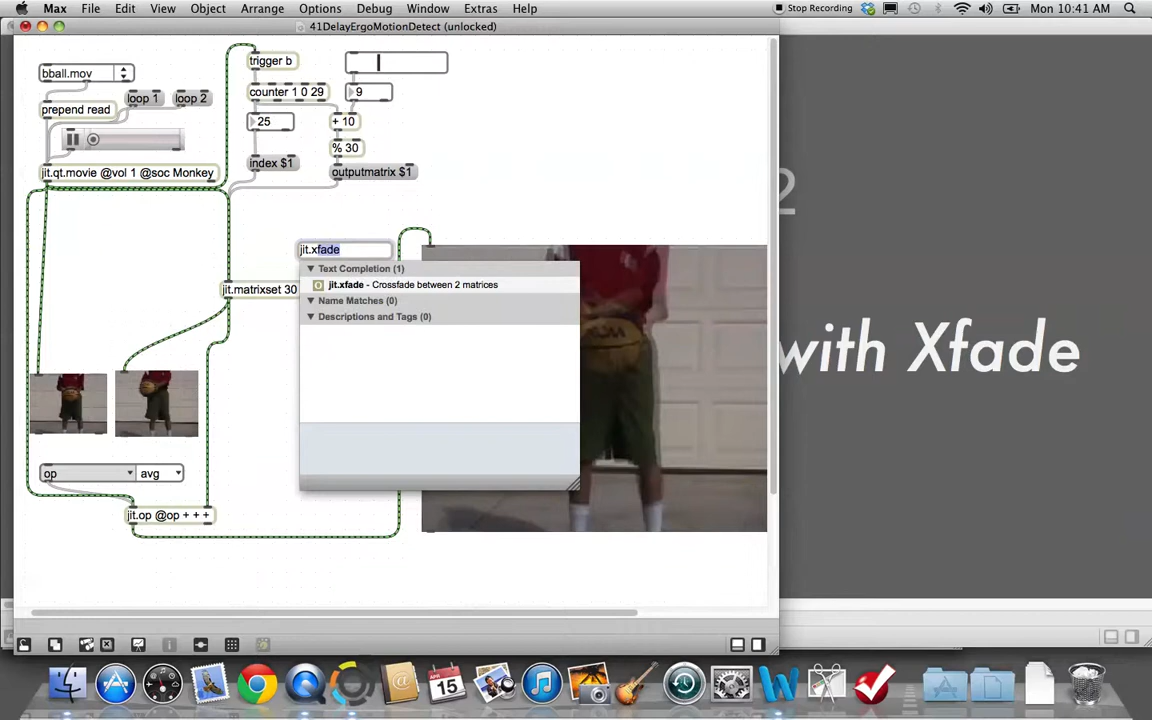 Max File Edit View Object Arrange Options Debug Window Extras Help Stop Recording Mon 10:41 AM
41DelayErgoMotionDetect (unlocked)
bball.mov
loop 1 loop 2
prepend read
jit.qt.movie @vol 1 @soc Monkey
trigger b
counter 1 0 29
9
25
+ 10
% 30
index $1
outputmatrix $1
2
with Xfade
jit.xfade
Text Completion (1)
jit.xfade - Crossfade between 2 matrices
Name Matches (0)
Descriptions and Tags (0)
jit.matrixset 30
op avg
jit.op @op + + +
APR
15